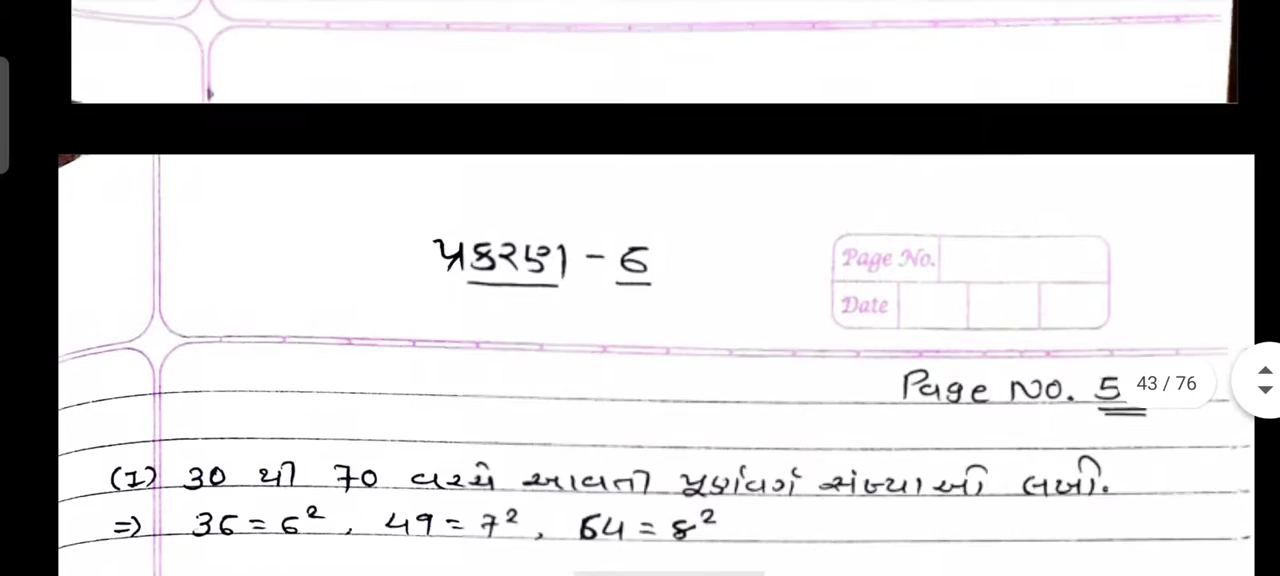 પ્રકરણ - 6
Page No.
Date
Page No. 5
43 / 76
(I) 30 થી 70 વચ્ચે આવતી પૂર્ણવર્ગ સંખ્યાઓ લખો.
⇒ 36 = 6², 49 = 7², 64 = 8²